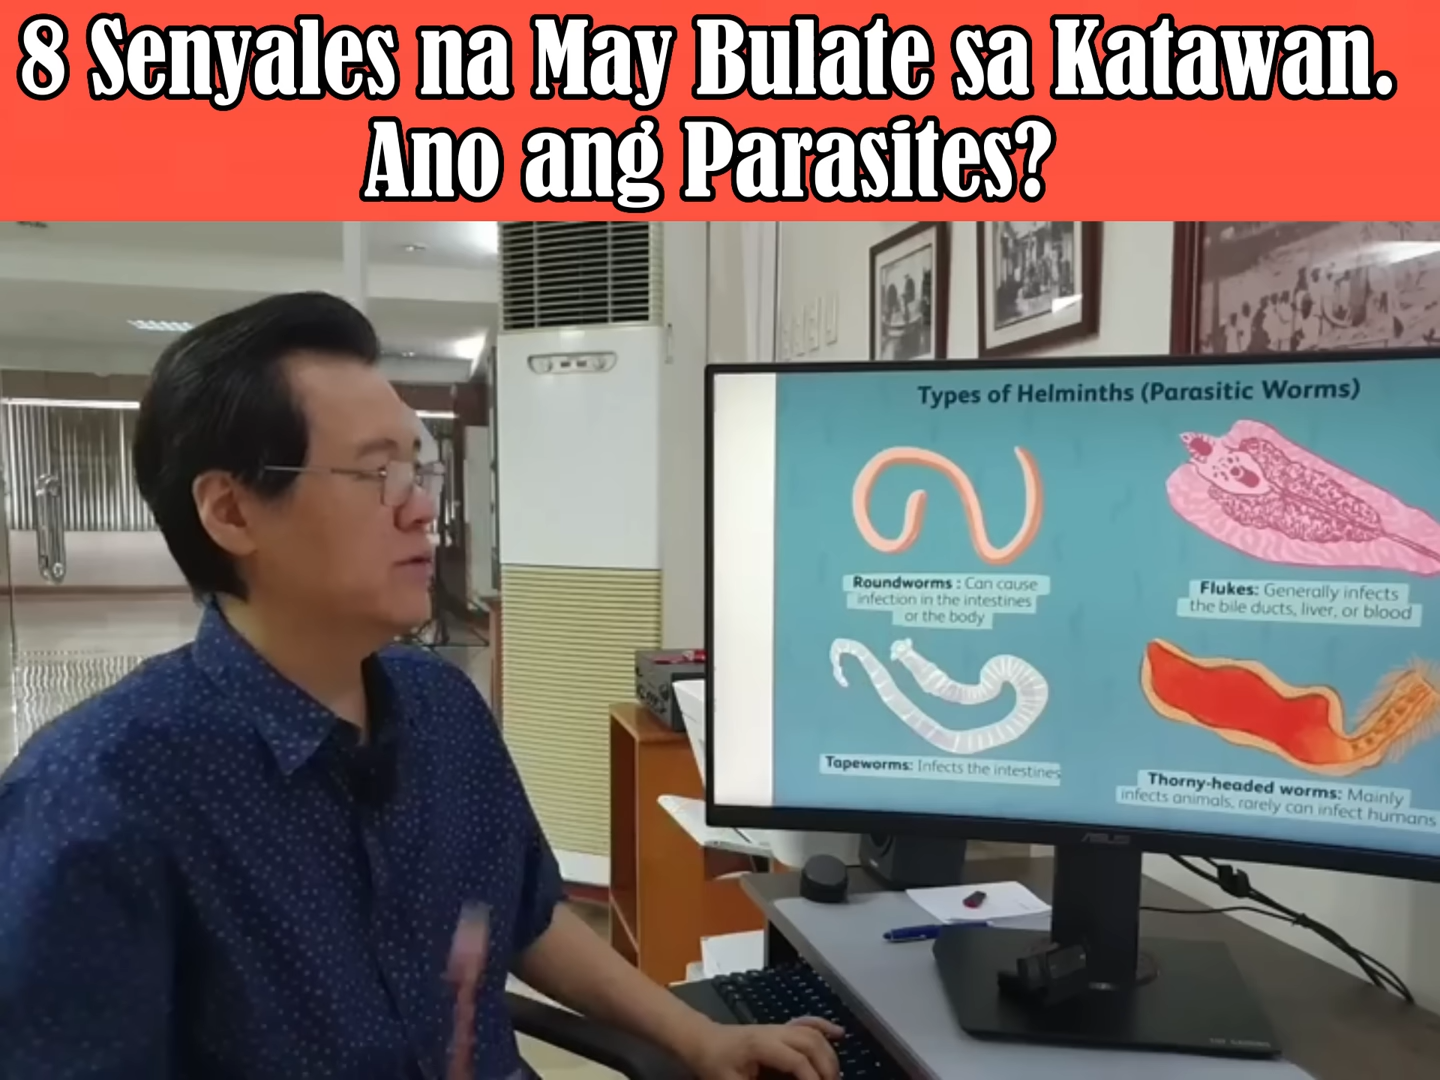 8 Senyales na May Bulate sa Katawan.
Ano ang Parasites?
Types of Helminths (Parasitic Worms)
Roundworms : Can cause
infection in the intestines
or the body
Flukes: Generally infects
the bile ducts, liver, or blood
Tapeworms: Infects the intestines
Thorny-headed worms: Mainly
infects animals, rarely can infect humans
ASUS